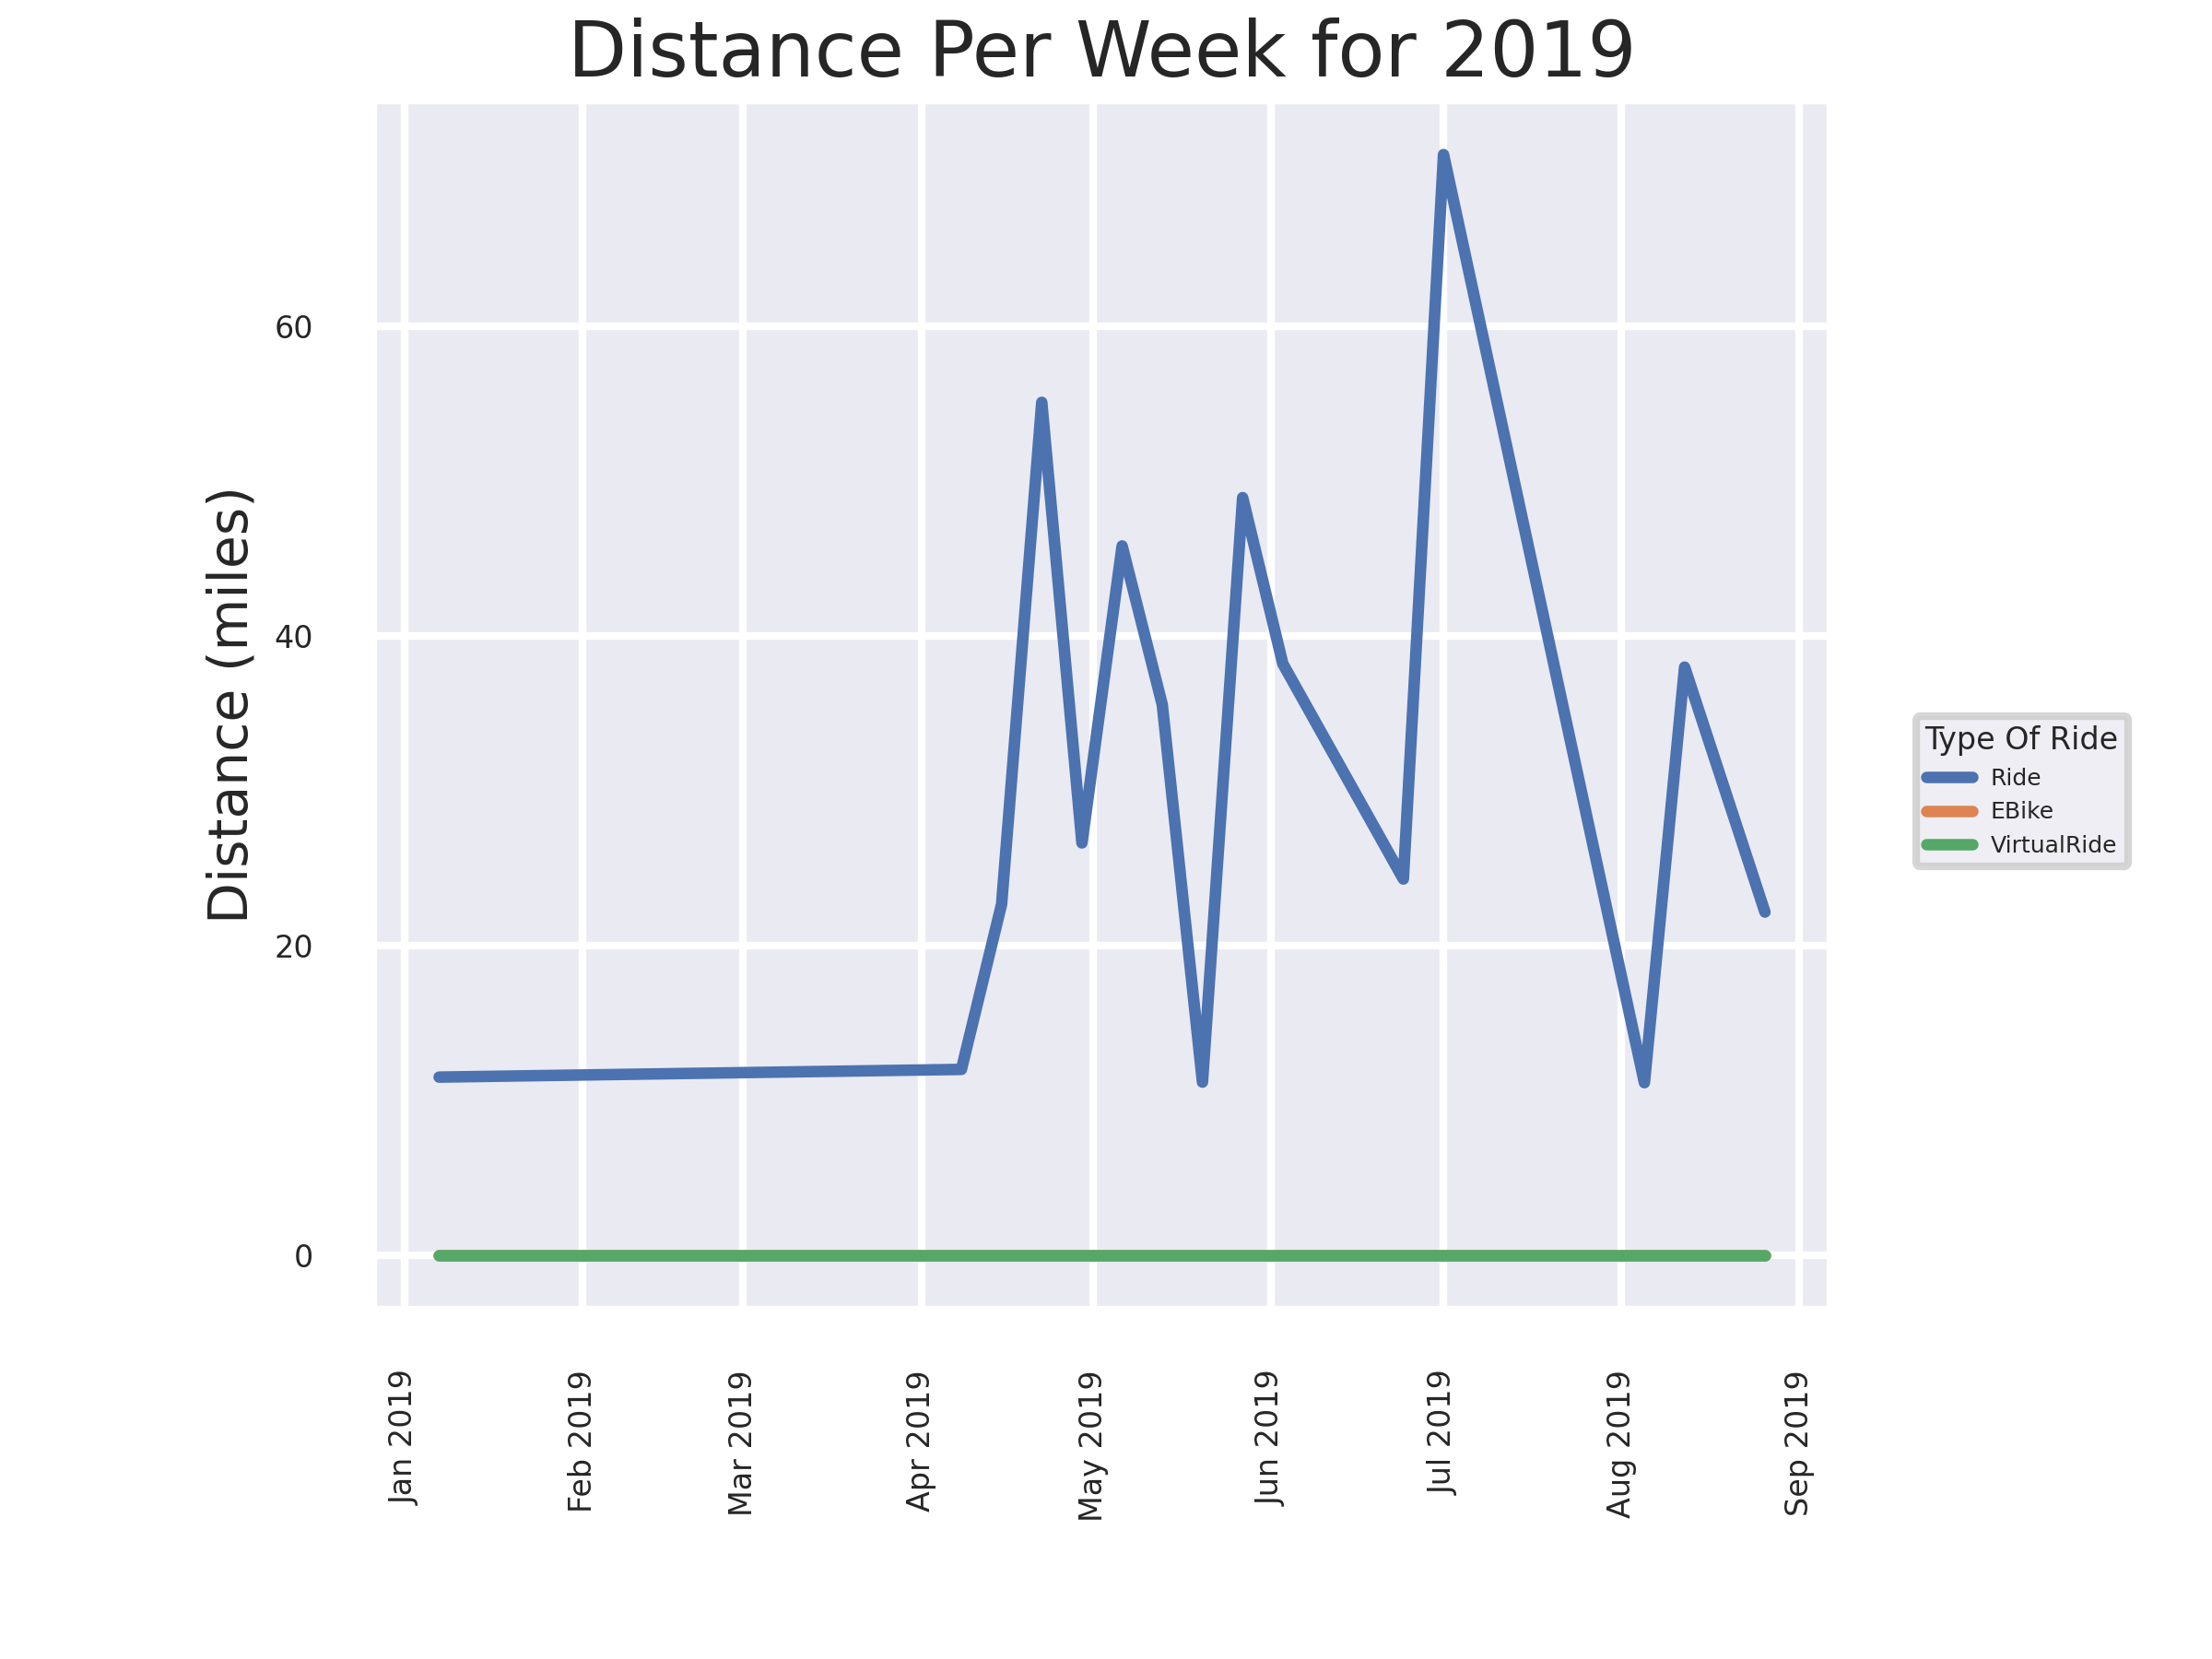 Distance Per Week for 2019
Distance (miles)
60
40
20
0
Jan 2019
Feb 2019
Mar 2019
Apr 2019
May 2019
Jun 2019
Jul 2019
Aug 2019
Sep 2019
Type Of Ride
Ride
EBike
VirtualRide